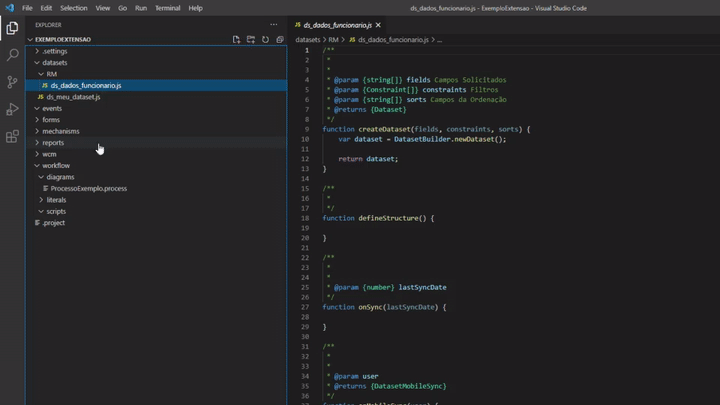 File Edit Selection View Go Run Terminal Help
ds_dados_funcionario.js - ExemploExtensao - Visual Studio Code
EXPLORER
EXEMPLOEXTENSAO
.settings
datasets
RM
JS ds_dados_funcionario.js
JS ds_meu_dataset.js
events
forms
mechanisms
reports
wcm
workflow
diagrams
ProcessoExemplo.process
literals
scripts
.project
JS ds_dados_funcionario.js
datasets > RM > JS ds_dados_funcionario.js > ...
1 /**
2 *
3 *
4 * @param {string[]} fields Campos Solicitados
5 * @param {Constraint[]} constraints Filtros
6 * @param {string[]} sorts Campos da Ordenação
7 * @returns {Dataset}
8 */
9 function createDataset(fields, constraints, sorts) {
10 var dataset = DatasetBuilder.newDataset();
11
12 return dataset;
13 }
14
15 /**
16 *
17 */
18 function defineStructure() {
19
20 }
21
22 /**
23 *
24 *
25 * @param {number} lastSyncDate
26 */
27 function onSync(lastSyncDate) {
28
29 }
30
31 /**
32 *
33 *
34 * @param user
35 * @returns {DatasetMobileSync}
36 */